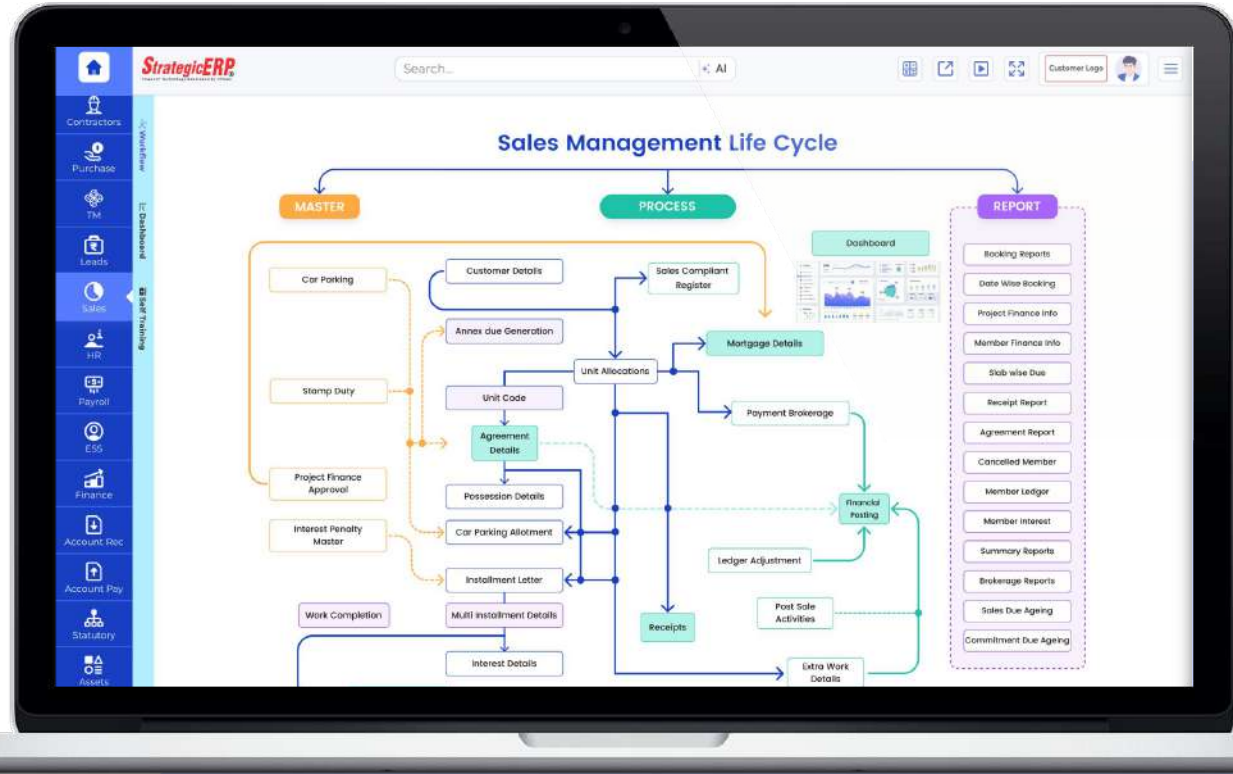 StrategicERP
Search...
AI
Customer Logo
Contractors
Purchase
TM
Leads
Sales
HR
Payroll
ESS
Finance
Account Rec
Account Pay
Statutory
Assets
Workflow
Dashboard
Self Training
Sales Management Life Cycle
MASTER
PROCESS
REPORT
Car Parking
Stamp Duty
Project Finance
Approval
Interest Penalty
Master
Work Completion
Customer Details
Annex due Generation
Unit Code
Agreement
Details
Possession Details
Car Parking Allotment
Installment Letter
Multi Installment Details
Interest Details
Sales Compliant
Register
Unit Allocations
Dashboard
Mortgage Details
Payment Brokerage
Financial
Posting
Ledger Adjustment
Post Sale
Activities
Receipts
Extra Work
Details
Booking Reports
Date Wise Booking
Project Finance Info
Member Finance Info
Slab wise Due
Receipt Report
Agreement Report
Cancelled Member
Member Ledger
Member Interest
Summary Reports
Brokerage Reports
Sales Due Ageing
Commitment Due Ageing